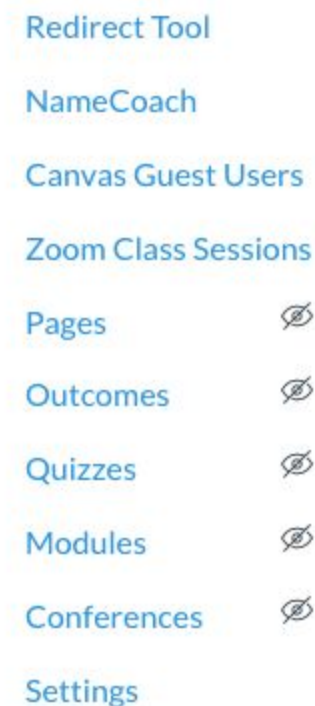 Redirect Tool
NameCoach
Canvas Guest Users
Zoom Class Sessions
Pages
Outcomes
Quizzes
Modules
Conferences
Settings